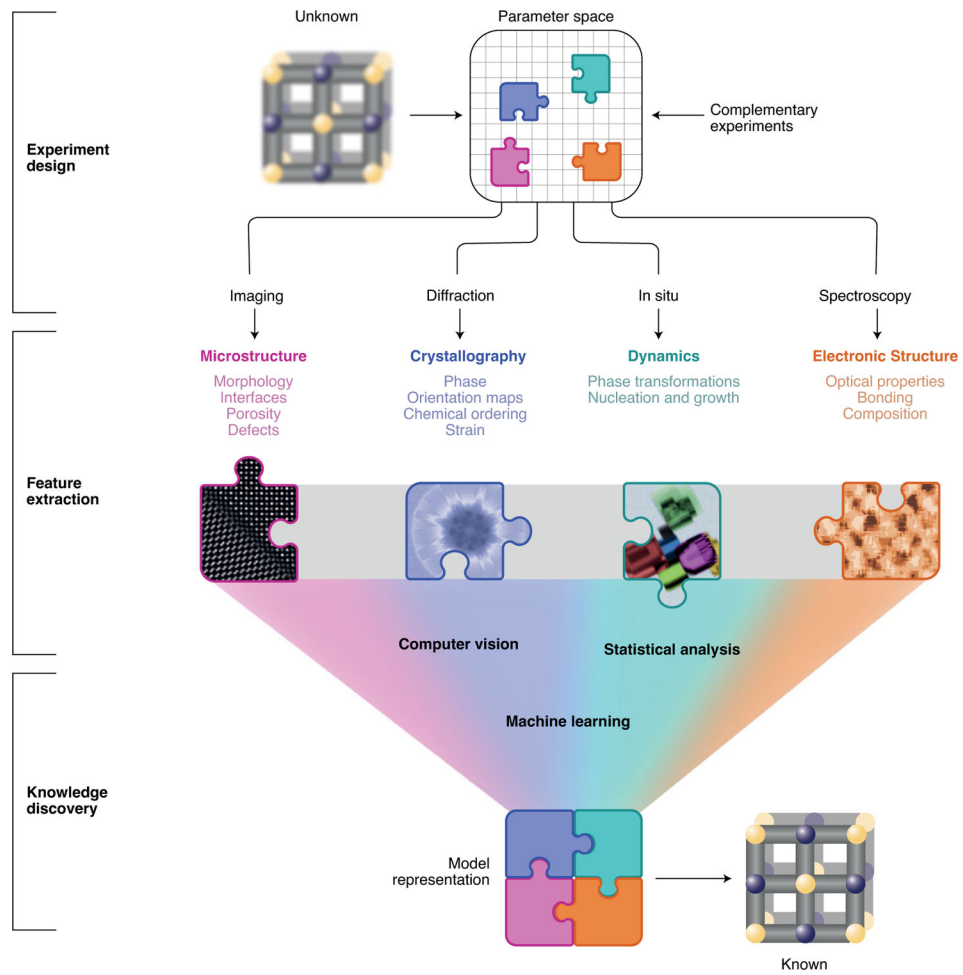 Unknown
Parameter space
Complementary
experiments
Experiment
design
Imaging
Diffraction
In situ
Spectroscopy
Microstructure
Morphology
Interfaces
Porosity
Defects
Crystallography
Phase
Orientation maps
Chemical ordering
Strain
Dynamics
Phase transformations
Nucleation and growth
Electronic Structure
Optical properties
Bonding
Composition
Feature
extraction
Computer vision
Statistical analysis
Machine learning
Knowledge
discovery
Model
representation
Known